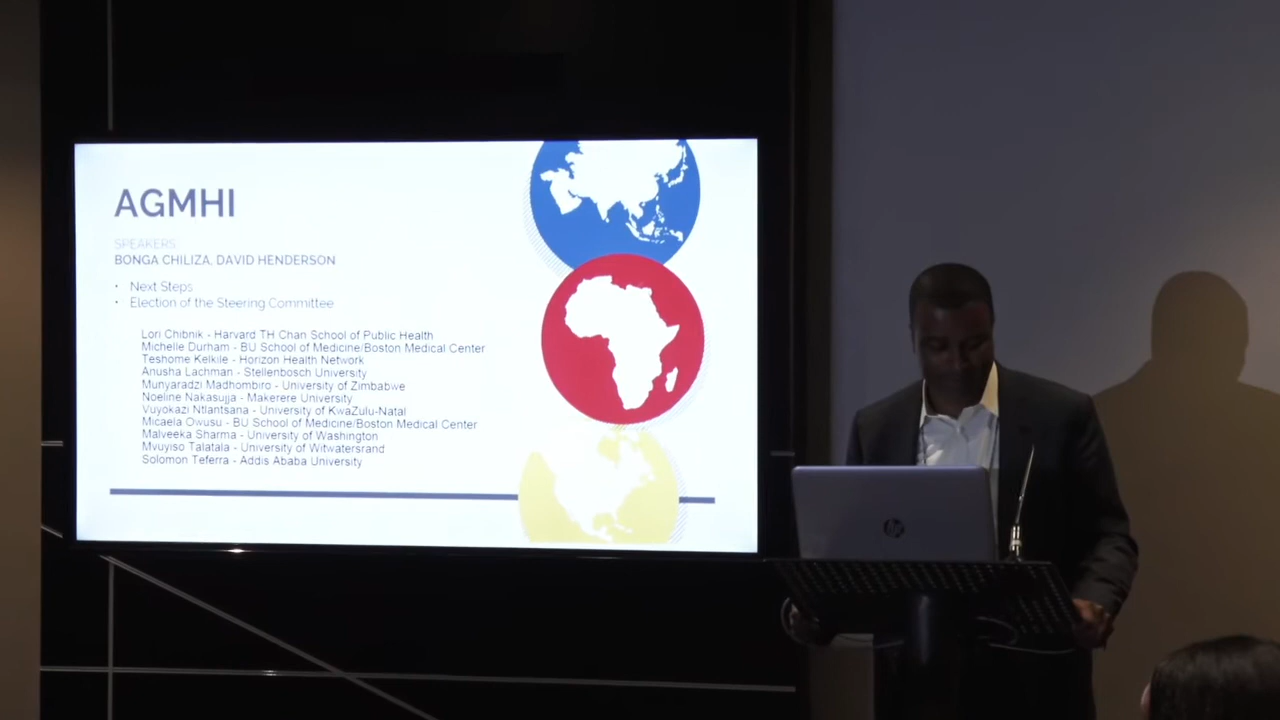 AGMHI
SPEAKERS:
BONGA CHILIZA, DAVID HENDERSON
• Next Steps
• Election of the Steering Committee
Lori Chibnik - Harvard TH Chan School of Public Health
Michelle Durham - BU School of Medicine/Boston Medical Center
Teshome Kelkile - Horizon Health Network
Anusha Lachman - Stellenbosch University
Munyaradzi Madhombiro - University of Zimbabwe
Noeline Nakasujja - Makerere University
Vuyokazi Ntlantsana - University of KwaZulu-Natal
Micaela Owusu - BU School of Medicine/Boston Medical Center
Malveeka Sharma - University of Washington
Mvuyiso Talatala - University of Witwatersrand
Solomon Teferra - Addis Ababa University
hp